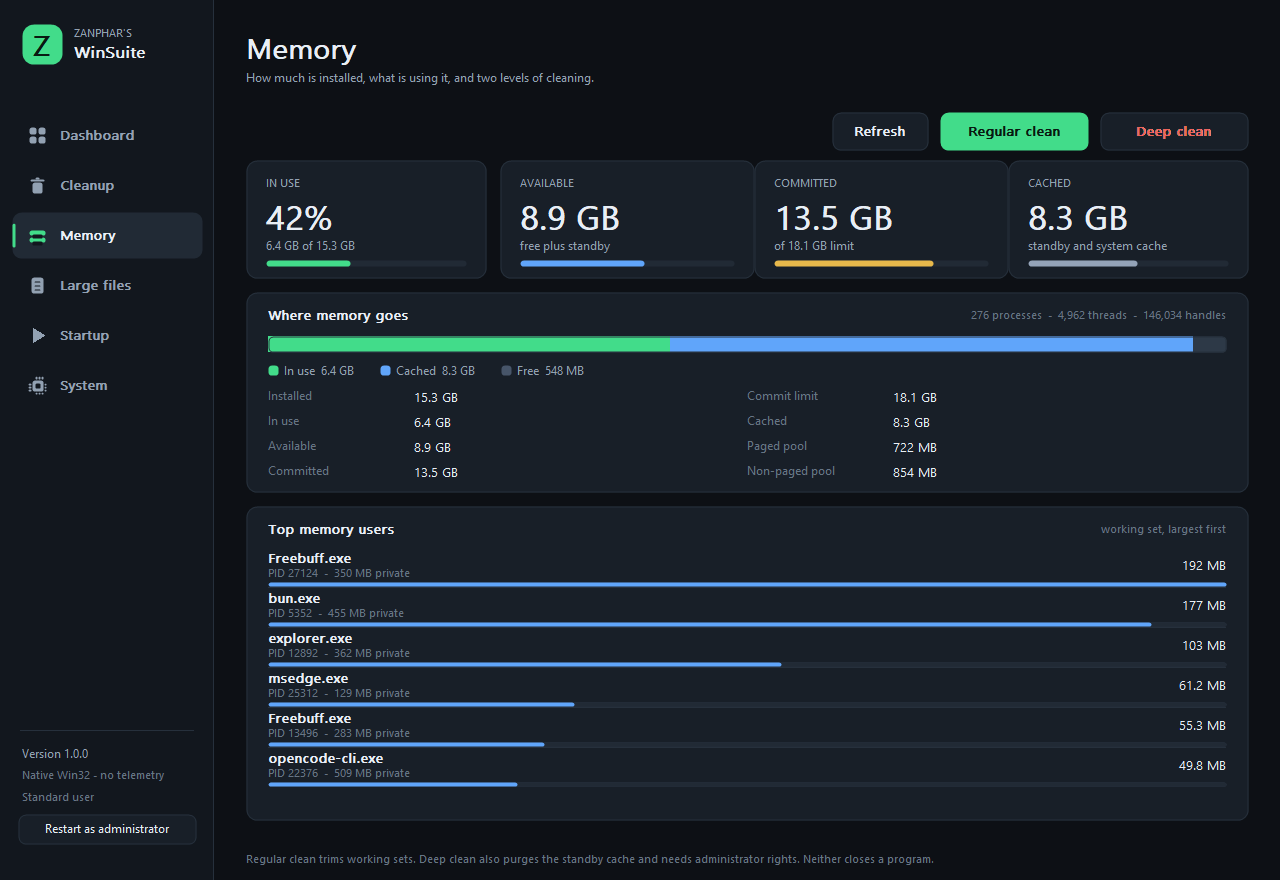 Z
ZANPHAR'S
WinSuite
Dashboard
Cleanup
Memory
Large files
Startup
System
Version 1.0.0
Native Win32 - no telemetry
Standard user
Restart as administrator
Memory
How much is installed, what is using it, and two levels of cleaning.
Refresh
Regular clean
Deep clean
IN USE
42%
6.4 GB of 15.3 GB
AVAILABLE
8.9 GB
free plus standby
COMMITTED
13.5 GB
of 18.1 GB limit
CACHED
8.3 GB
standby and system cache
Where memory goes
276 processes - 4,962 threads - 146,034 handles
In use 6.4 GB Cached 8.3 GB Free 548 MB
Installed 15.3 GB Commit limit 18.1 GB
In use 6.4 GB Cached 8.3 GB
Available 8.9 GB Paged pool 722 MB
Committed 13.5 GB Non-paged pool 854 MB
Top memory users
working set, largest first
Freebuff.exe
PID 27124 - 350 MB private
192 MB
bun.exe
PID 5352 - 455 MB private
177 MB
explorer.exe
PID 12892 - 362 MB private
103 MB
msedge.exe
PID 25312 - 129 MB private
61.2 MB
Freebuff.exe
PID 13496 - 283 MB private
55.3 MB
opencode-cli.exe
PID 22376 - 509 MB private
49.8 MB
Regular clean trims working sets. Deep clean also purges the standby cache and needs administrator rights. Neither closes a program.